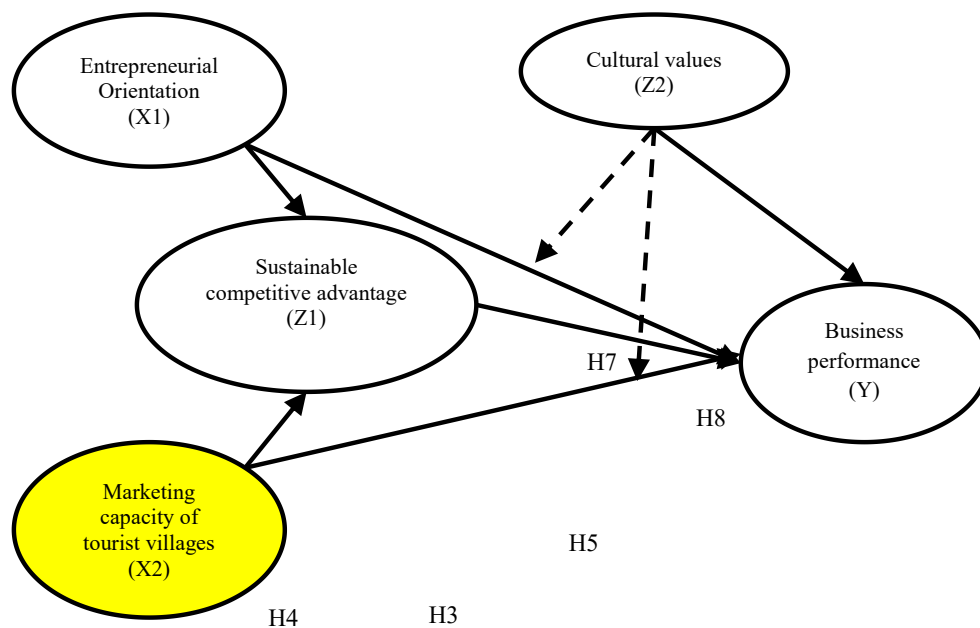 Entrepreneurial
Orientation
(X1)
Cultural values
(Z2)
Sustainable
competitive advantage
(Z1)
Business
performance
(Y)
H7
H8
Marketing
capacity of
tourist villages
(X2)
H5
H4
H3